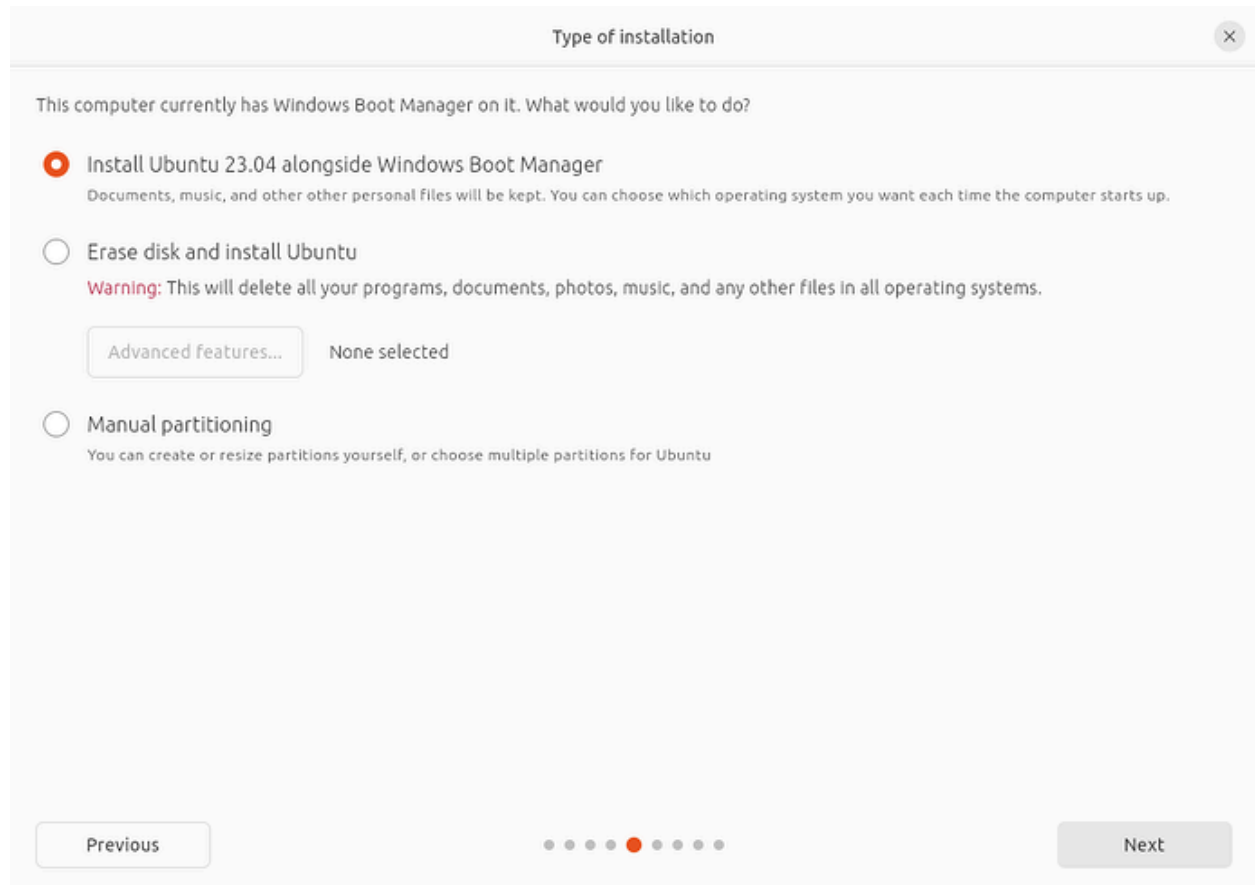 Type of installation
This computer currently has Windows Boot Manager on it. What would you like to do?
Install Ubuntu 23.04 alongside Windows Boot Manager
Documents, music, and other other personal files will be kept. You can choose which operating system you want each time the computer starts up.
Erase disk and install Ubuntu
Warning: This will delete all your programs, documents, photos, music, and any other files in all operating systems.
Advanced features... None selected
Manual partitioning
You can create or resize partitions yourself, or choose multiple partitions for Ubuntu
Previous Next